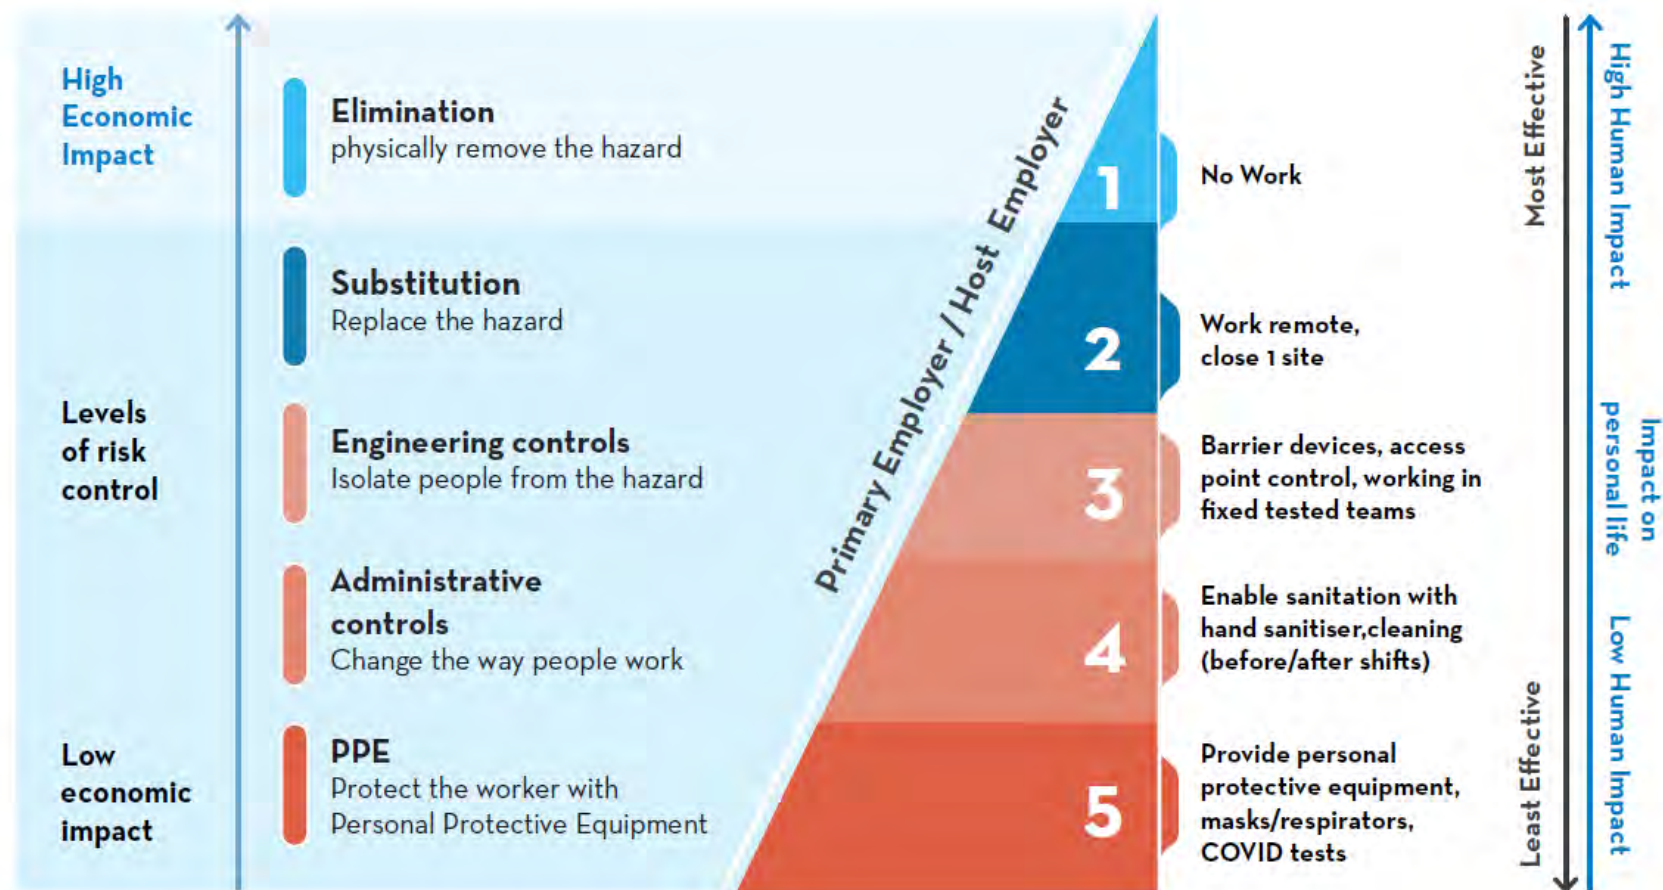 High
Economic
Impact
Levels
of risk
control
Low
economic
impact
Elimination
physically remove the hazard
Substitution
Replace the hazard
Engineering controls
Isolate people from the hazard
Administrative
controls
Change the way people work
PPE
Protect the worker with
Personal Protective Equipment
Primary Employer / Host Employer
1
2
3
4
5
No Work
Work remote,
close 1 site
Barrier devices, access
point control, working in
fixed tested teams
Enable sanitation with
hand sanitiser,cleaning
(before/after shifts)
Provide personal
protective equipment,
masks/respirators,
COVID tests
Most Effective
Least Effective
High Human Impact
Impact on
personal life
Low Human Impact